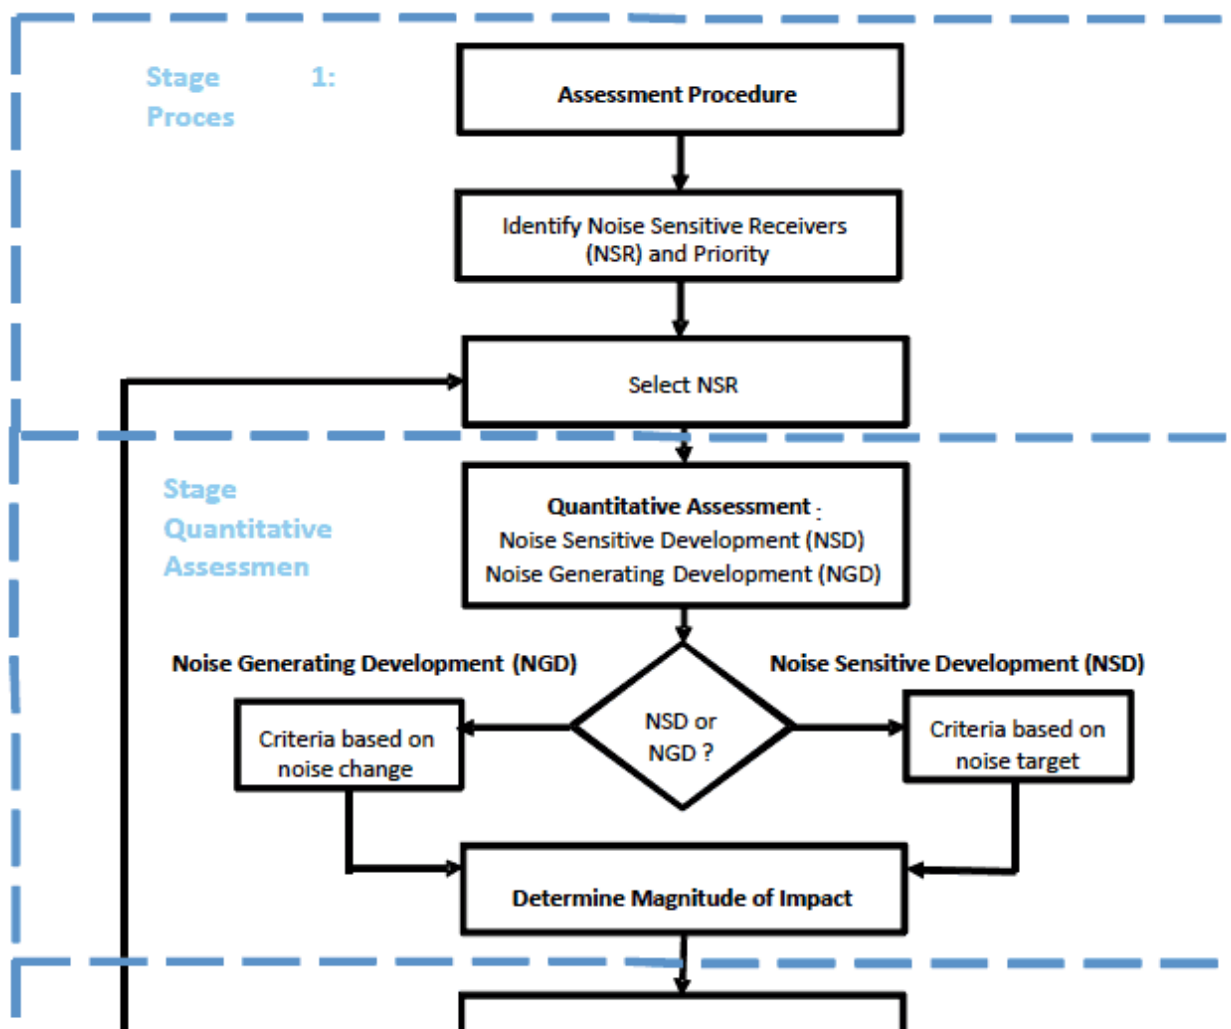 Stage 1:
Proces
Assessment Procedure
Identify Noise Sensitive Receivers
(NSR) and Priority
Select NSR
Stage
Quantitative
Assessmen
Quantitative Assessment :
Noise Sensitive Development (NSD)
Noise Generating Development (NGD)
Noise Generating Development (NGD)
Noise Sensitive Development (NSD)
Criteria based on
noise change
NSD or
NGD ?
Criteria based on
noise target
Determine Magnitude of Impact